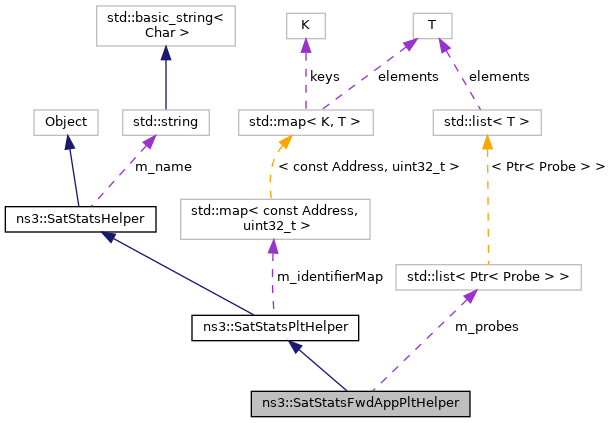 std::basic_string<
Char >
K
T
keys
elements
elements
Object
std::string
std::map< K, T >
std::list< T >
m_name
< const Address, uint32_t >
< Ptr< Probe > >
ns3::SatStatsHelper
std::map< const Address,
uint32_t >
m_identifierMap
std::list< Ptr< Probe > >
ns3::SatStatsPltHelper
m_probes
ns3::SatStatsFwdAppPltHelper